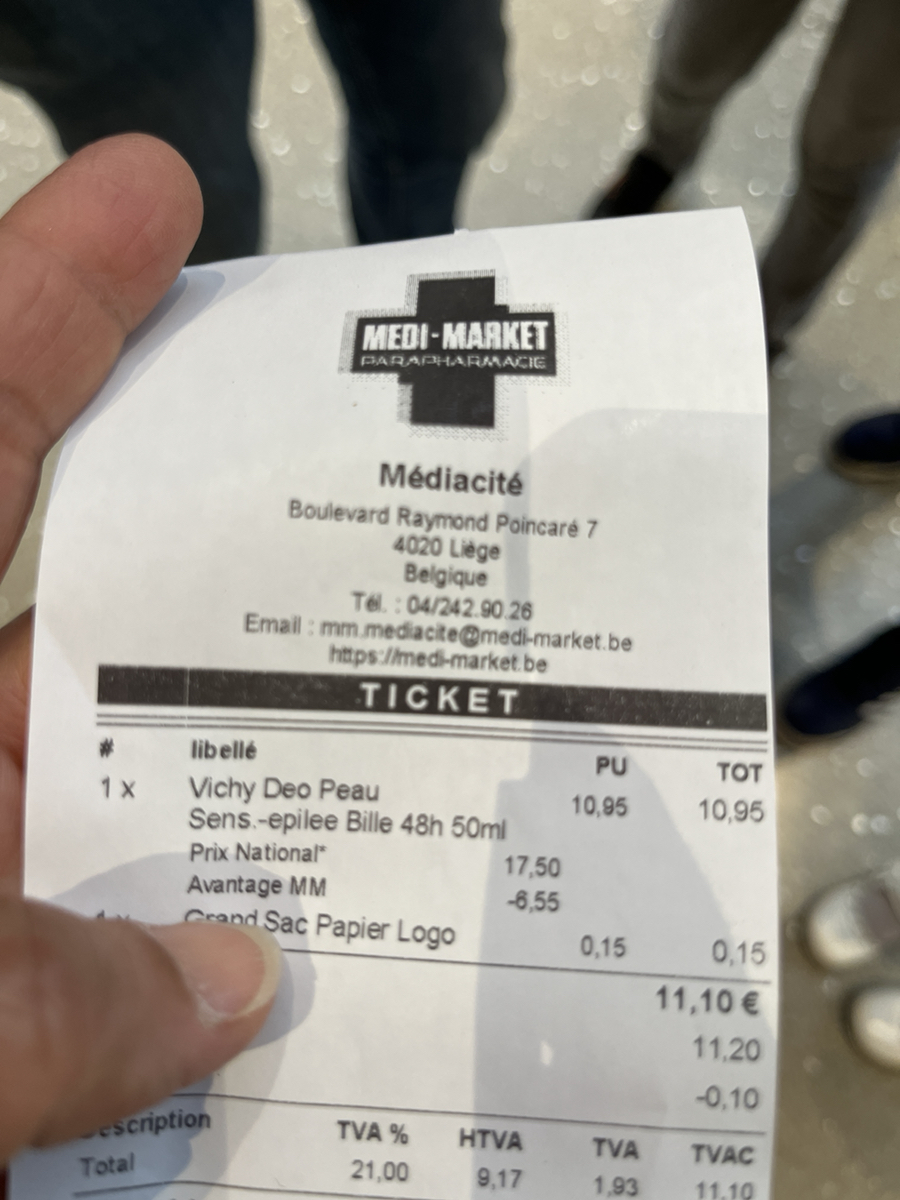 MEDI-MARKET
PARAPHARMACIE
Médiacité
Boulevard Raymond Poincaré 7
4020 Liège
Belgique
Tél. : 04/242.90.26
Email : mm.mediacite@medi-market.be
https://medi-market.be
TICKET
# libellé PU TOT
1 x Vichy Deo Peau 10,95 10,95
Sens.-epilee Bille 48h 50ml
Prix National* 17,50
Avantage MM -6,55
Grand Sac Papier Logo 0,15 0,15
11,10 €
11,20
-0,10
Description TVA % HTVA TVA TVAC
Total 21,00 9,17 1,93 11,10